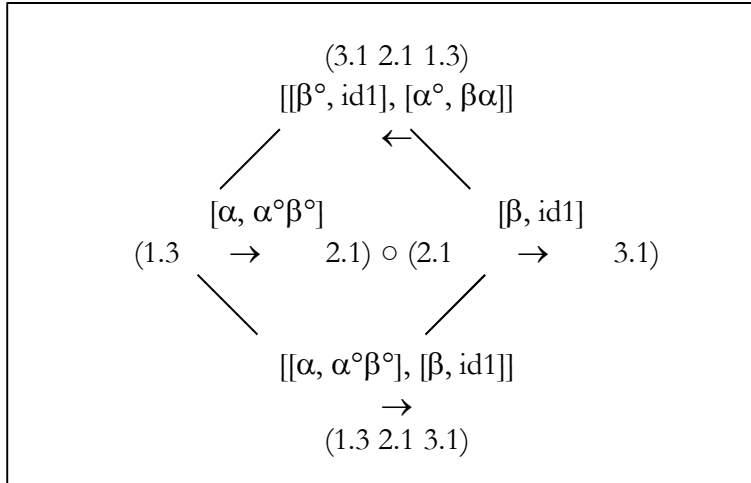 (3.1 2.1 1.3)
[[β°, id1], [α°, βα]]
←
[α, α°β°] [β, id1]
(1.3 → 2.1) ○ (2.1 → 3.1)
[[α, α°β°], [β, id1]]
→
(1.3 2.1 3.1)